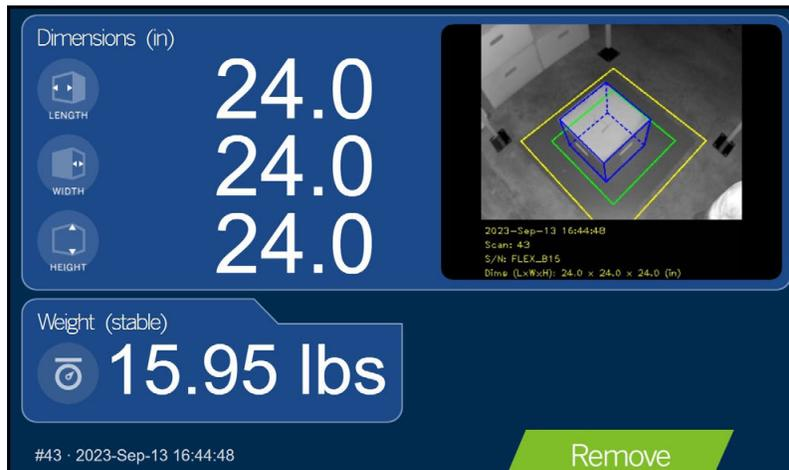 Dimensions (in)
LENGTH
24.0
WIDTH
24.0
HEIGHT
24.0
2023-Sep-13 16:44:48
Scan: 43
S/N: FLEX_B15
Dims (LxWxH): 24.0 x 24.0 x 24.0 (in)
Weight (stable)
15.95 lbs
#43 · 2023-Sep-13 16:44:48
Remove